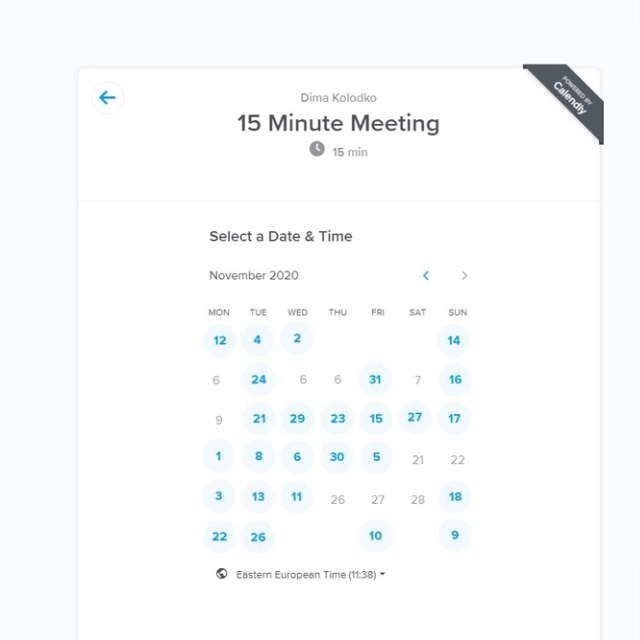 POWERED BY
Calendly
Dima Kolodko
15 Minute Meeting
15 min
Select a Date & Time
November 2020
MON TUE WED THU FRI SAT SUN
12 4 2 14
6 24 6 6 31 7 16
9 21 29 23 15 27 17
1 8 6 30 5 21 22
3 13 11 26 27 28 18
22 26 10 9
Eastern European Time (11:38)